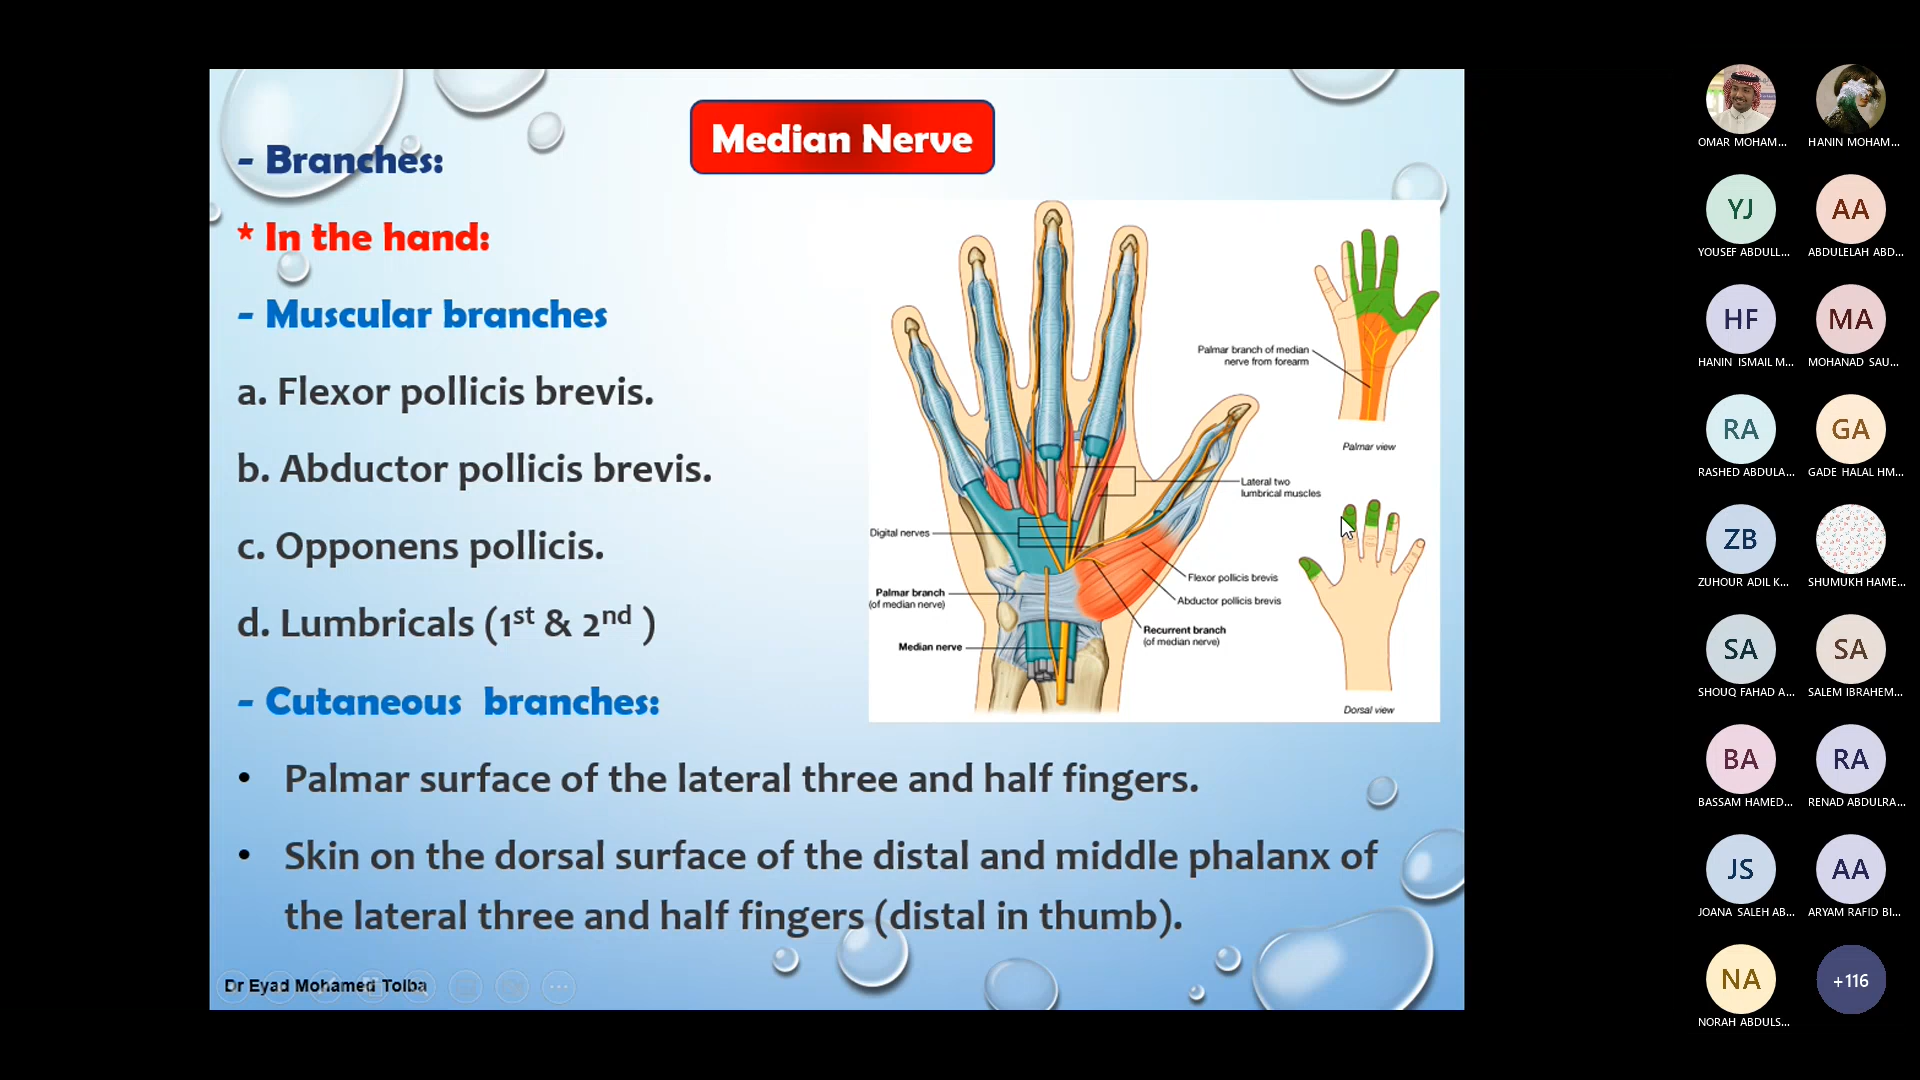 Median Nerve
- Branches:
* In the hand:
- Muscular branches
a. Flexor pollicis brevis.
b. Abductor pollicis brevis.
c. Opponens pollicis.
d. Lumbricals (1st & 2nd )
- Cutaneous branches:
• Palmar surface of the lateral three and half fingers.
• Skin on the dorsal surface of the distal and middle phalanx of
the lateral three and half fingers (distal in thumb).
Dr Eyad Mohamed Tolba
Palmar branch of median
nerve from forearm
Palmar view
Lateral two
lumbrical muscles
Digital nerves
Flexor pollicis brevis
Palmar branch
(of median nerve)
Abductor pollicis brevis
Recurrent branch
(of median nerve)
Median nerve
Dorsal view
OMAR MOHAM...
HANIN MOHAM...
YJ
YOUSEF ABDULL...
AA
ABDULELAH ABD...
HF
HANIN ISMAIL M...
MA
MOHANAD SAU...
RA
RASHED ABDULA...
GA
GADE HALAL HM...
ZB
ZUHOUR ADIL K...
SHUMUKH HAME...
SA
SHOUQ FAHAD A...
SA
SALEM IBRAHEM...
BA
BASSAM HAMED...
RA
RENAD ABDULRA...
JS
JOANA SALEH AB...
AA
ARYAM RAFID BI...
NA
NORAH ABDULS...
+116